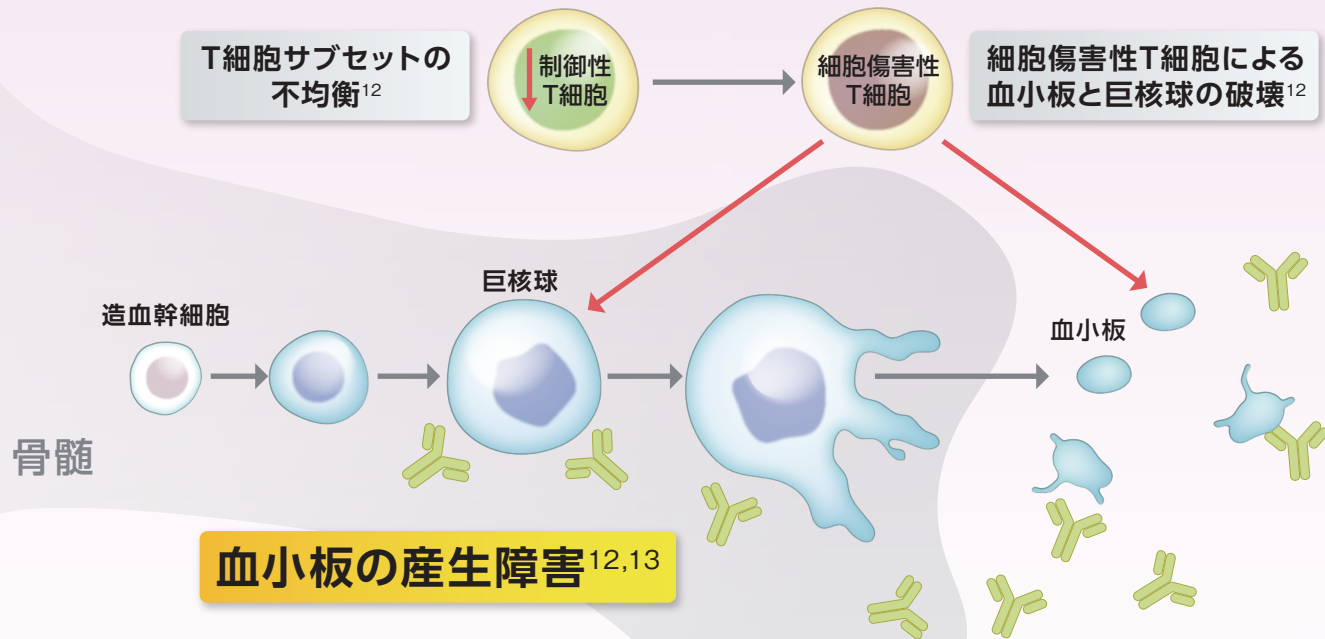 T細胞サブセットの
不均衡12
制御性
T細胞
細胞傷害性
T細胞
細胞傷害性T細胞による
血小板と巨核球の破壊12
造血幹細胞
巨核球
血小板
骨髄
血小板の産生障害12,13